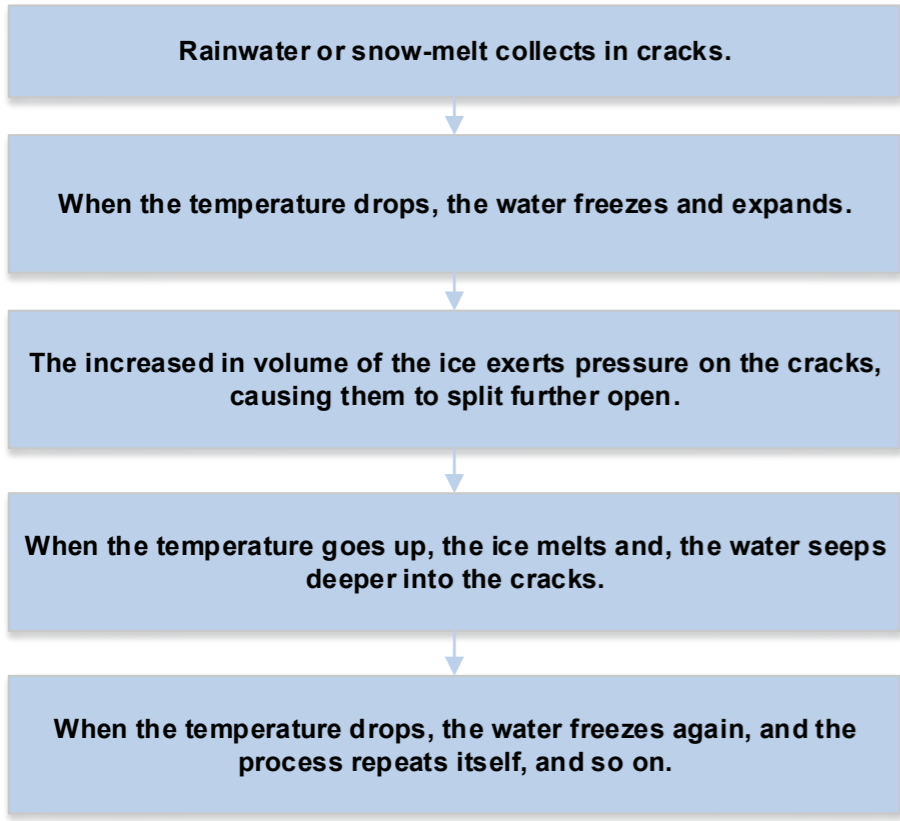 Rainwater or snow-melt collects in cracks.
When the temperature drops, the water freezes and expands.
The increased in volume of the ice exerts pressure on the cracks,
causing them to split further open.
When the temperature goes up, the ice melts and, the water seeps
deeper into the cracks.
When the temperature drops, the water freezes again, and the
process repeats itself, and so on.